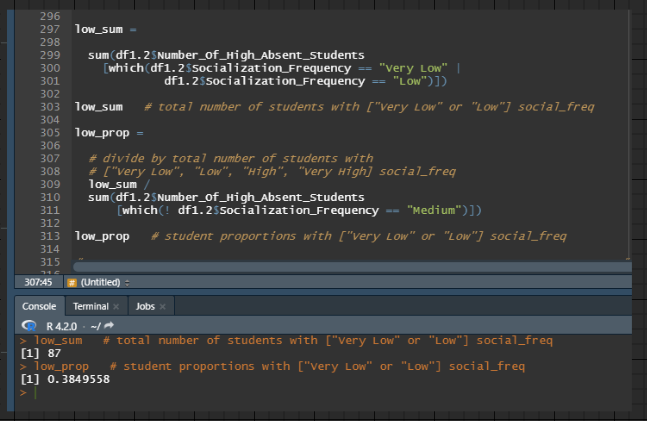 296
297 low_sum =
298
299 sum(df1.2$Number_Of_High_Absent_Students
300 [which(df1.2$Socialization_Frequency == "Very Low" |
301 df1.2$Socialization_Frequency == "Low")])
302
303 low_sum # total number of students with ["Very Low" or "Low"] social_freq
304
305 low_prop =
306
307 # divide by total number of students with
308 # ["Very Low", "Low", "High", "Very High] social_freq
309 low_sum /
310 sum(df1.2$Number_Of_High_Absent_Students
311 [which(! df1.2$Socialization_Frequency == "Medium")])
312
313 low_prop # student proportions with ["Very Low" or "Low"] social_freq
314
315
316
307:45 # (Untitled)
Console Terminal × Jobs ×
R 4.2.0 · ~/
> low_sum # total number of students with ["Very Low" or "Low"] social_freq
[1] 87
> low_prop # student proportions with ["Very Low" or "Low"] social_freq
[1] 0.3849558
>